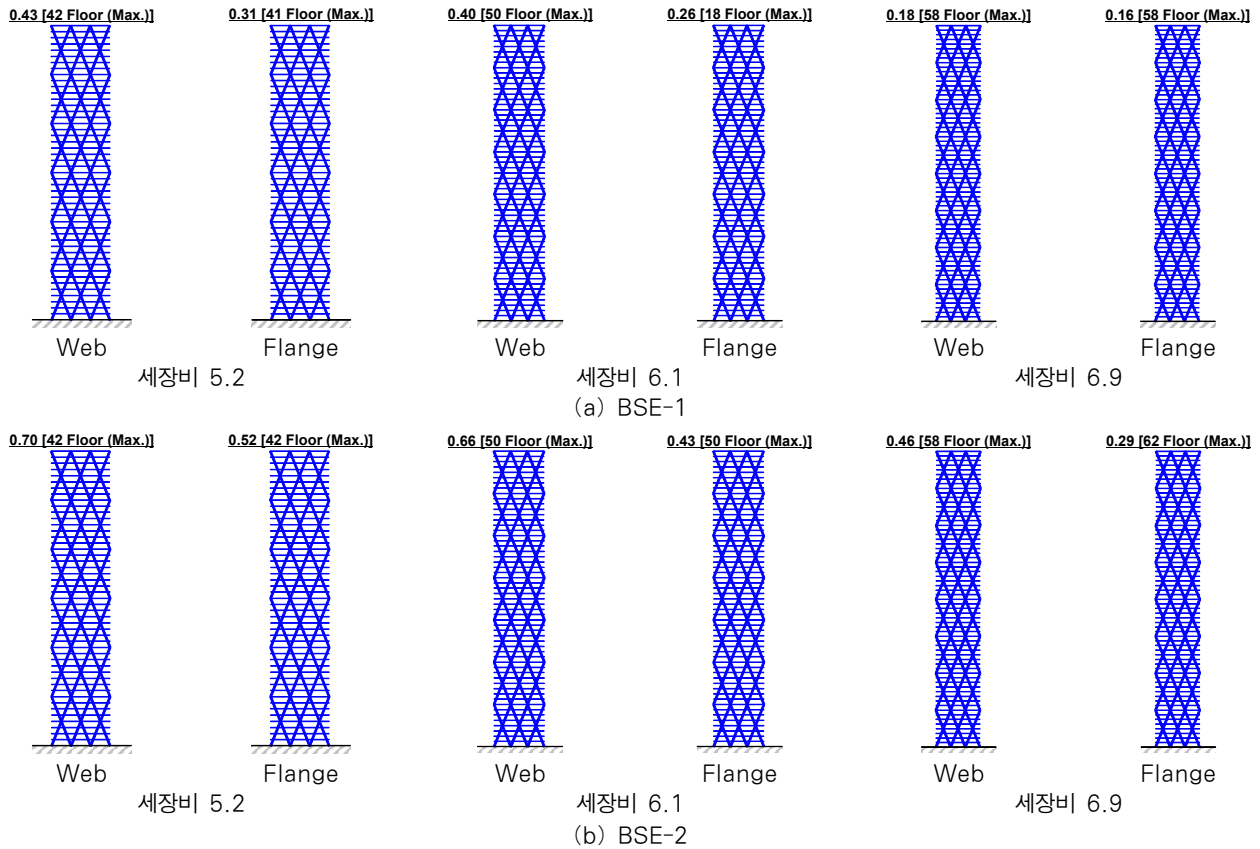 0.43 [42 Floor (Max.)] 0.31 [41 Floor (Max.)] 0.40 [50 Floor (Max.)] 0.26 [18 Floor (Max.)] 0.18 [58 Floor (Max.)] 0.16 [58 Floor (Max.)]
Web Flange Web Flange Web Flange
세장비 5.2 세장비 6.1 세장비 6.9
(a) BSE-1
0.70 [42 Floor (Max.)] 0.52 [42 Floor (Max.)] 0.66 [50 Floor (Max.)] 0.43 [50 Floor (Max.)] 0.46 [58 Floor (Max.)] 0.29 [62 Floor (Max.)]
Web Flange Web Flange Web Flange
세장비 5.2 세장비 6.1 세장비 6.9
(b) BSE-2